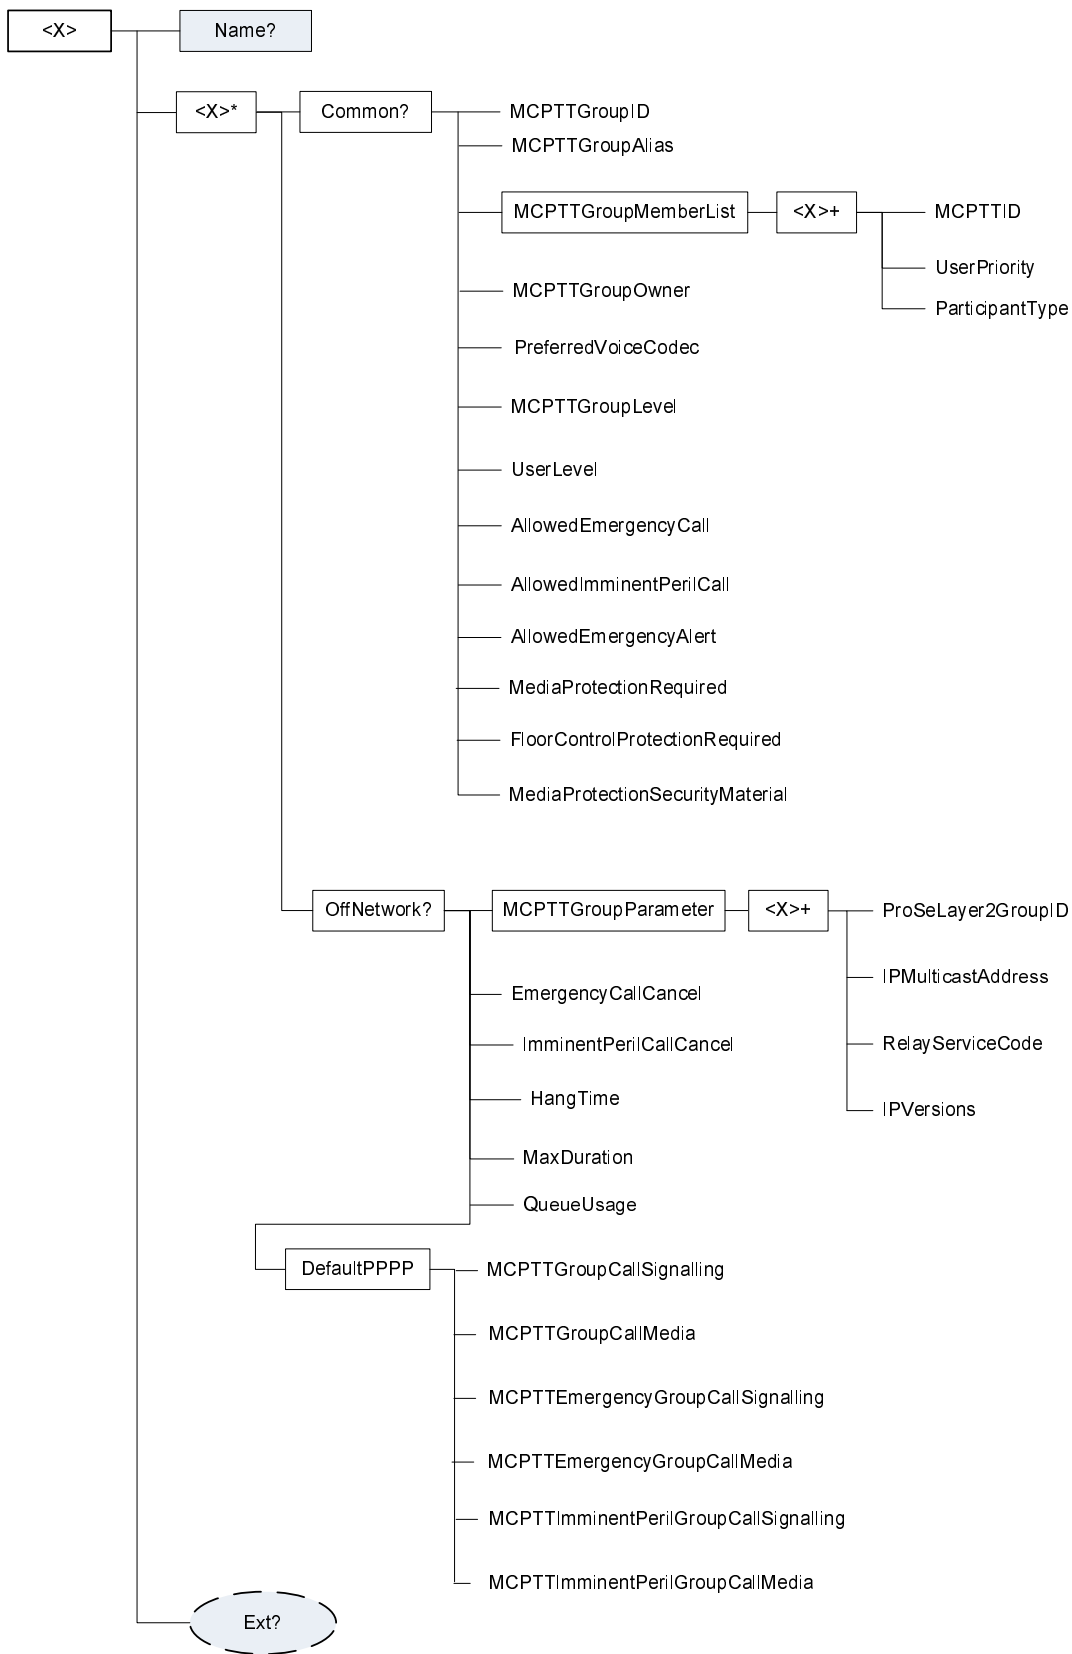 <X>
Name?
<X>*
Common?
MCPTTGroupID
MCPTTGroupAlias
MCPTTGroupMemberList
<X>+
MCPTTID
UserPriority
ParticipantType
MCPTTGroupOwner
PreferredVoiceCodec
MCPTTGroupLevel
UserLevel
AllowedEmergencyCall
AllowedImminentPerilCall
AllowedEmergencyAlert
MediaProtectionRequired
FloorControlProtectionRequired
MediaProtectionSecurityMaterial
OffNetwork?
MCPTTGroupParameter
<X>+
ProSeLayer2GroupID
IPMulticastAddress
RelayServiceCode
IPVersions
EmergencyCallCancel
ImminentPerilCallCancel
HangTime
MaxDuration
QueueUsage
DefaultPPPP
MCPTTGroupCallSignalling
MCPTTGroupCallMedia
MCPTTEmergencyGroupCallSignalling
MCPTTEmergencyGroupCallMedia
MCPTTImminentPerilGroupCallSignalling
MCPTTImminentPerilGroupCallMedia
Ext?